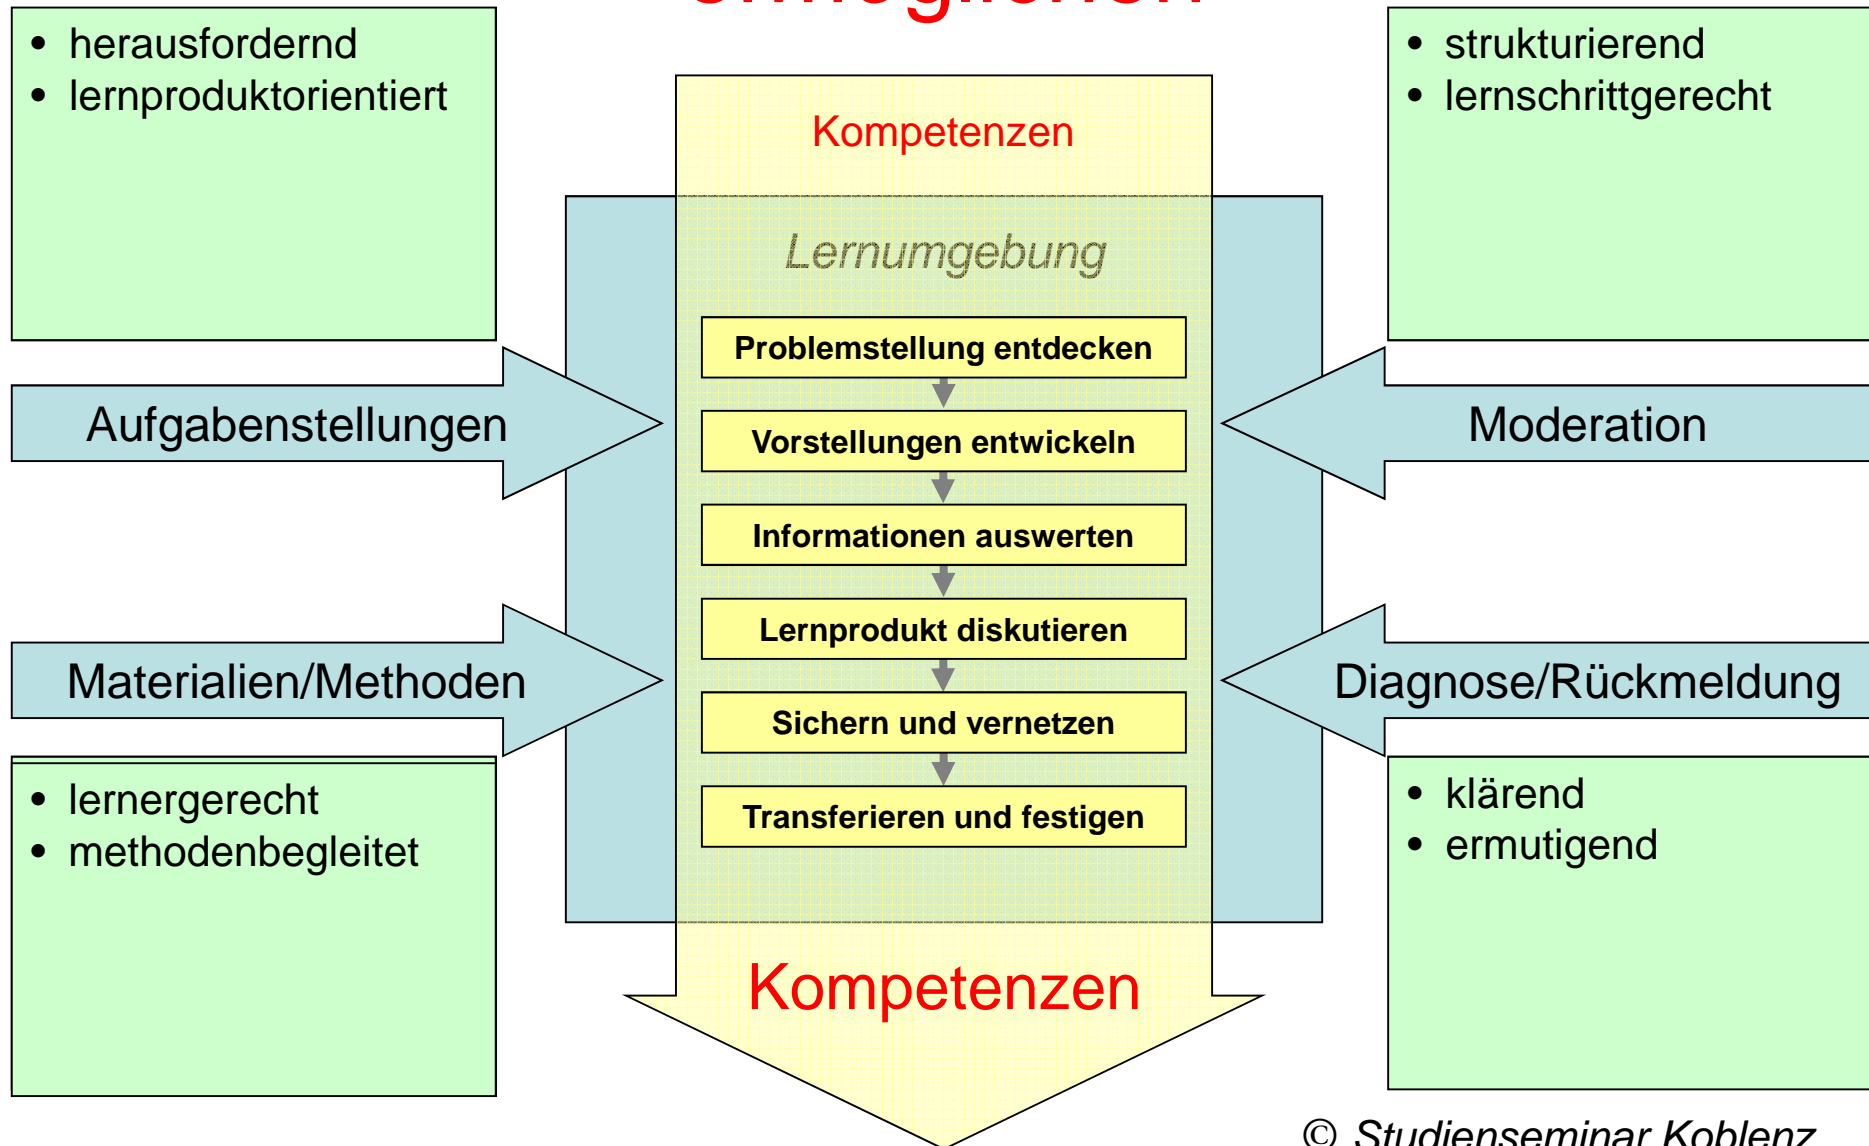 ermöglichen
• herausfordernd
• lernproduktorientiert
• strukturierend
• lernschrittgerecht
Kompetenzen
Lernumgebung
Problemstellung entdecken
Aufgabenstellungen
Vorstellungen entwickeln
Moderation
Informationen auswerten
Lernprodukt diskutieren
Materialien/Methoden
Diagnose/Rückmeldung
Sichern und vernetzen
Transferieren und festigen
• lernergerecht
• methodenbegleitet
• klärend
• ermutigend
Kompetenzen
© Studienseminar Koblenz